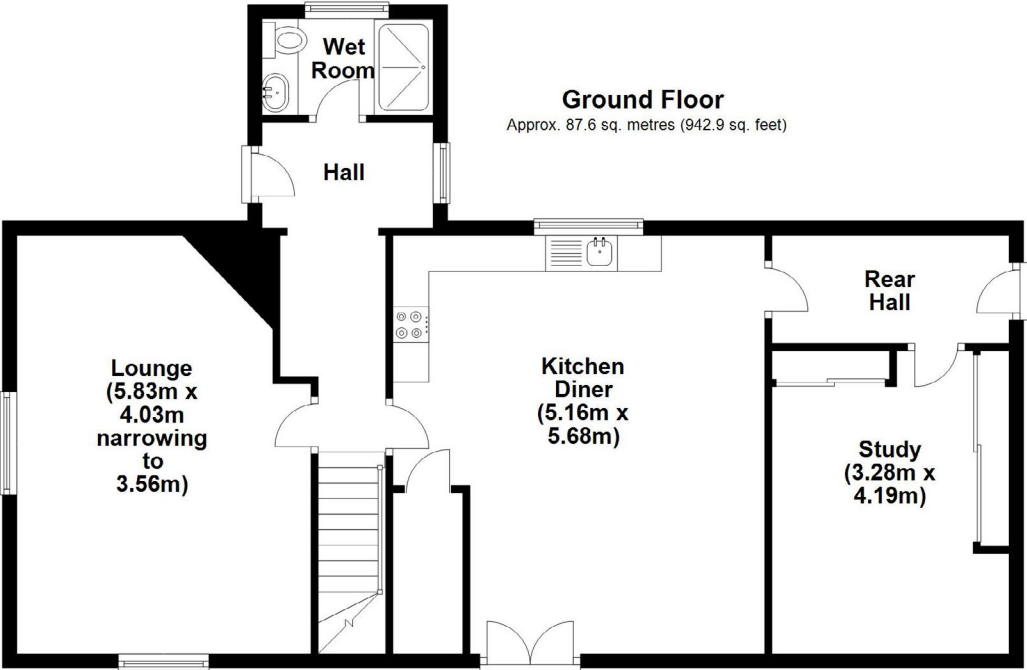 Wet
Room
Ground Floor
Approx. 87.6 sq. metres (942.9 sq. feet)
Hall
Rear
Hall
Lounge
(5.83m x
4.03m
narrowing
to
3.56m)
Kitchen
Diner
(5.16m x
5.68m)
Study
(3.28m x
4.19m)